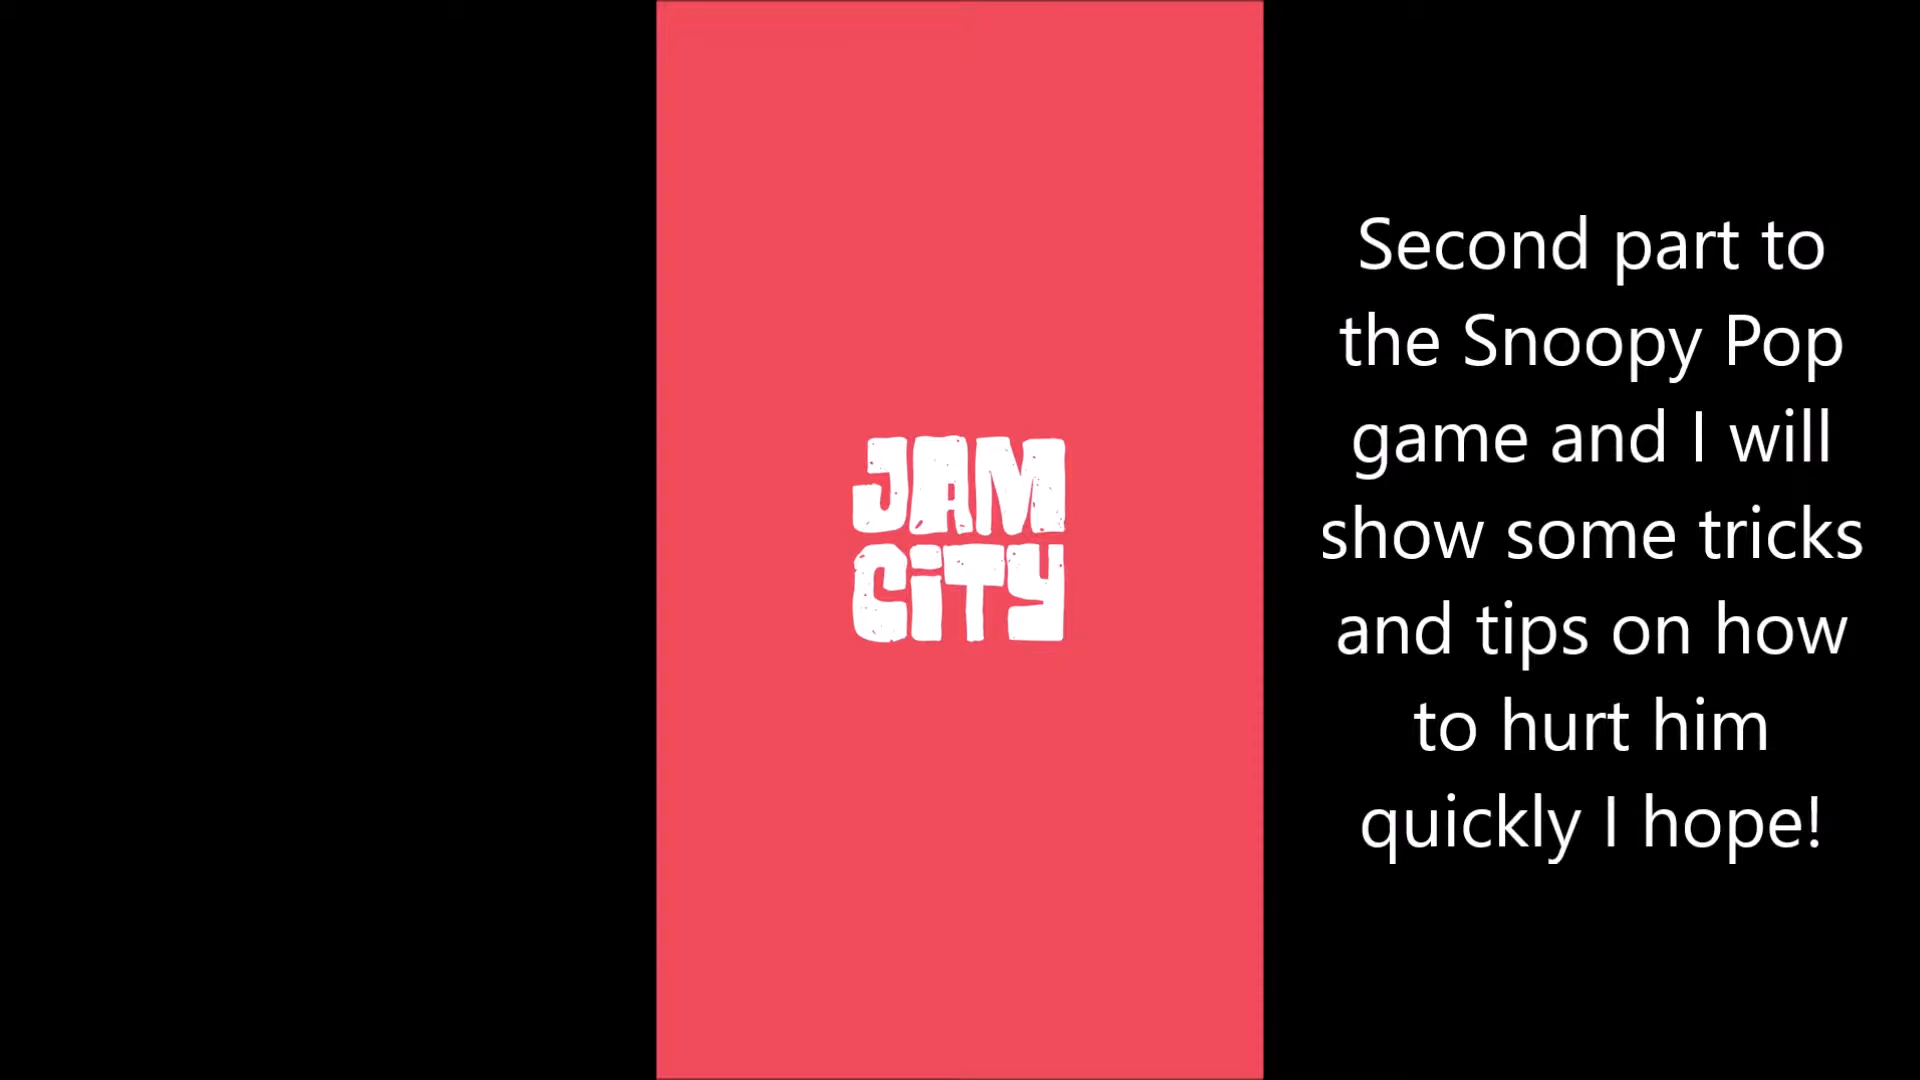 JAM
CiTY
Second part to
the Snoopy Pop
game and I will
show some tricks
and tips on how
to hurt him
quickly I hope!